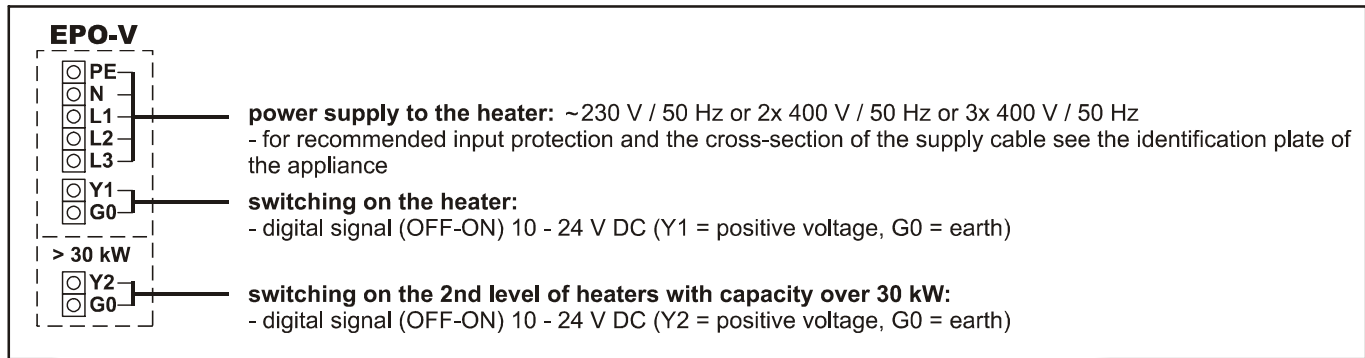 EPO-V
PE
N
L1
L2
L3
power supply to the heater: ~230 V / 50 Hz or 2x 400 V / 50 Hz or 3x 400 V / 50 Hz
- for recommended input protection and the cross-section of the supply cable see the identification plate of
the appliance
Y1
G0
switching on the heater:
- digital signal (OFF-ON) 10 - 24 V DC (Y1 = positive voltage, G0 = earth)
> 30 kW
Y2
G0
switching on the 2nd level of heaters with capacity over 30 kW:
- digital signal (OFF-ON) 10 - 24 V DC (Y2 = positive voltage, G0 = earth)